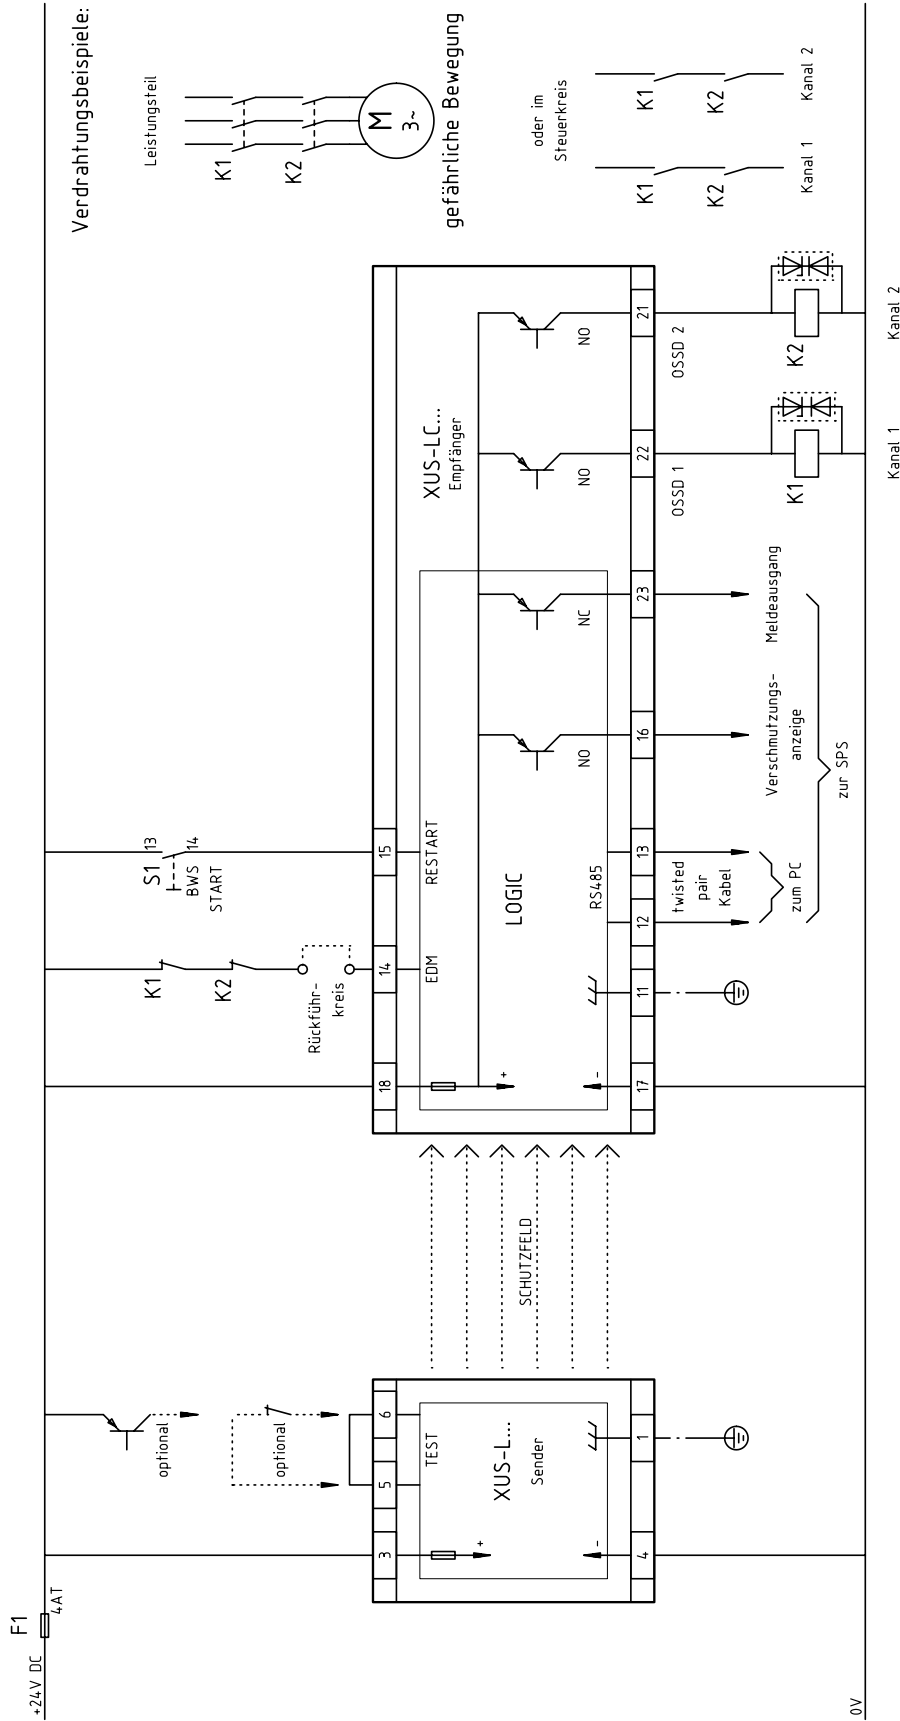 +24V DC
F1
4AT
0V
3
5
6
TEST
XUS-L...
Sender
+
-
4
1
optional
optional
SCHUTZFELD
18
14
15
EDM
RESTART
LOGIC
RS485
+
-
17
11
12
13
16
23
22
21
NO
NC
NO
NO
XUS-LC...
Empfänger
K1
K2
Rückführ-
kreis
S1
13
14
BWS
START
twisted
pair
Kabel
zum PC
Verschmutzungs-
anzeige
Meldeausgang
zur SPS
OSSD 1
OSSD 2
K1
K2
Kanal 1
Kanal 2
Verdrahtungsbeispiele:
Leistungsteil
K1
K2
M
3~
gefährliche Bewegung
oder im
Steuerkreis
K1
K2
Kanal 1
K1
K2
Kanal 2